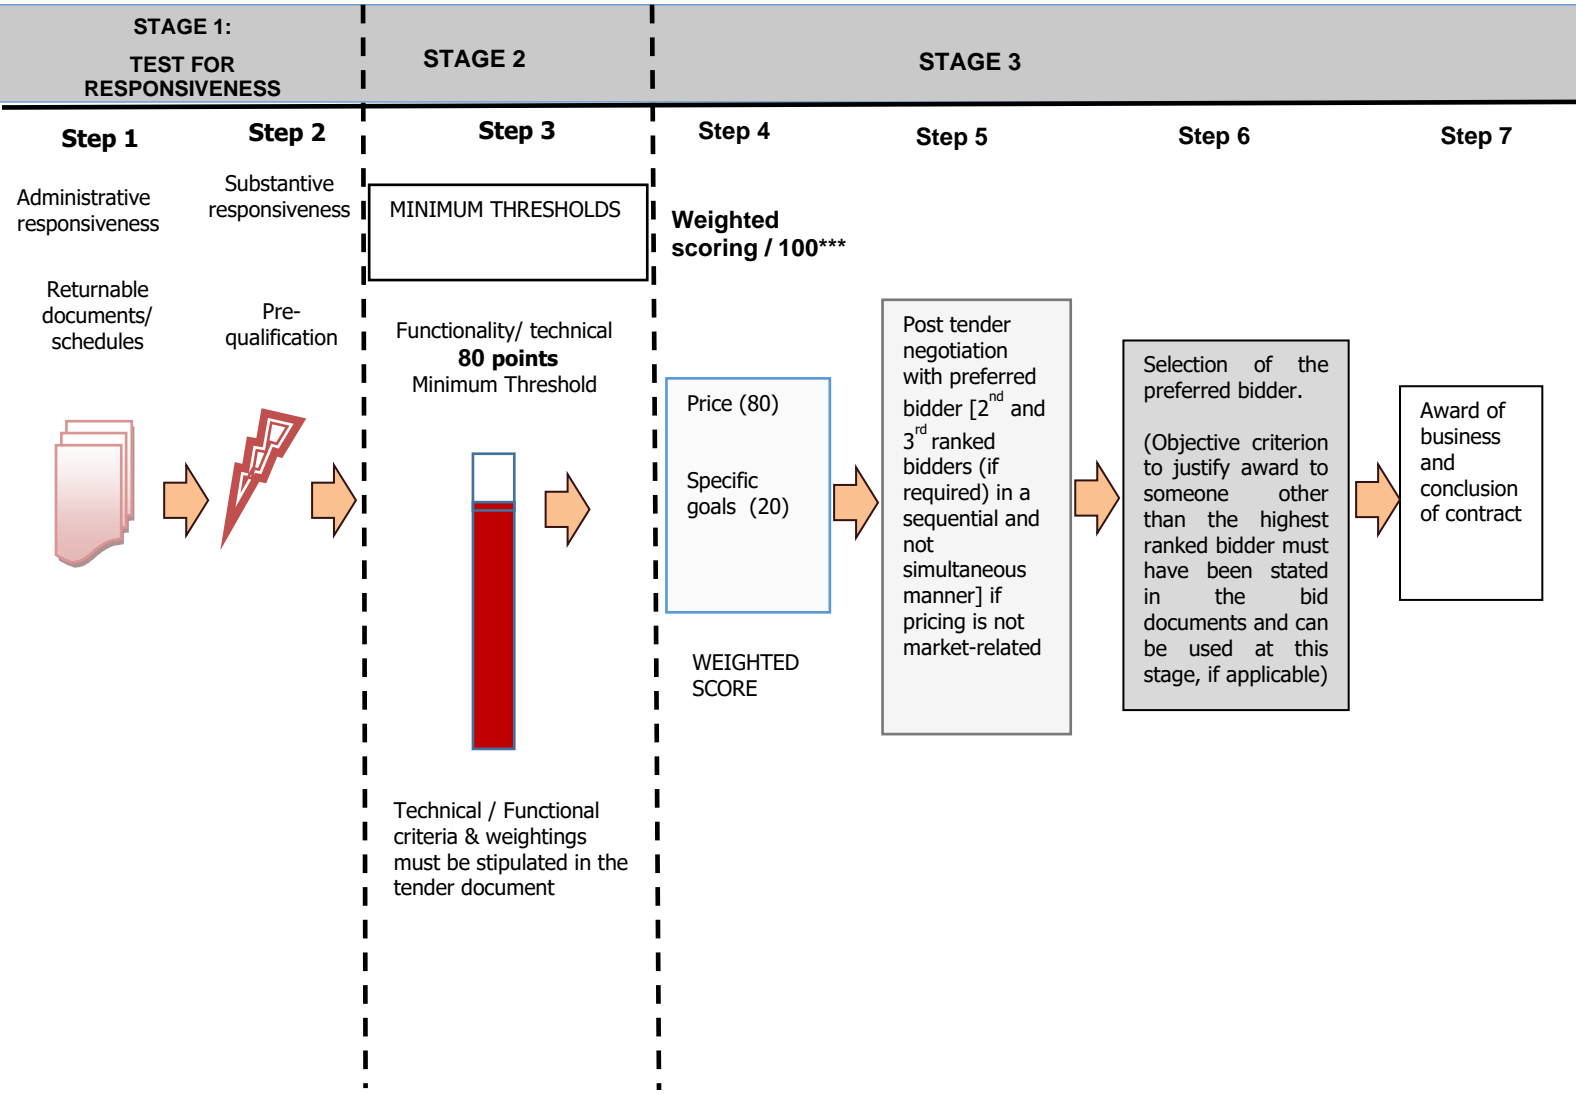 STAGE 1:
TEST FOR
RESPONSIVENESS
STAGE 2
STAGE 3
Step 1
Administrative
responsiveness
Returnable
documents/
schedules
Step 2
Substantive
responsiveness
Pre-
qualification
Step 3
MINIMUM THRESHOLDS
Functionality/ technical
80 points
Minimum Threshold
Technical / Functional
criteria & weightings
must be stipulated in the
tender document
Step 4
Weighted
scoring / 100***
Price (80)
Specific
goals (20)
WEIGHTED
SCORE
Step 5
Post tender
negotiation
with preferred
bidder [2nd and
3rd ranked
bidders (if
required) in a
sequential and
not
simultaneous
manner] if
pricing is not
market-related
Step 6
Selection of the
preferred bidder.
(Objective criterion
to justify award to
someone other
than the highest
ranked bidder must
have been stated
in the bid
documents and can
be used at this
stage, if applicable)
Step 7
Award of
business
and
conclusion
of contract